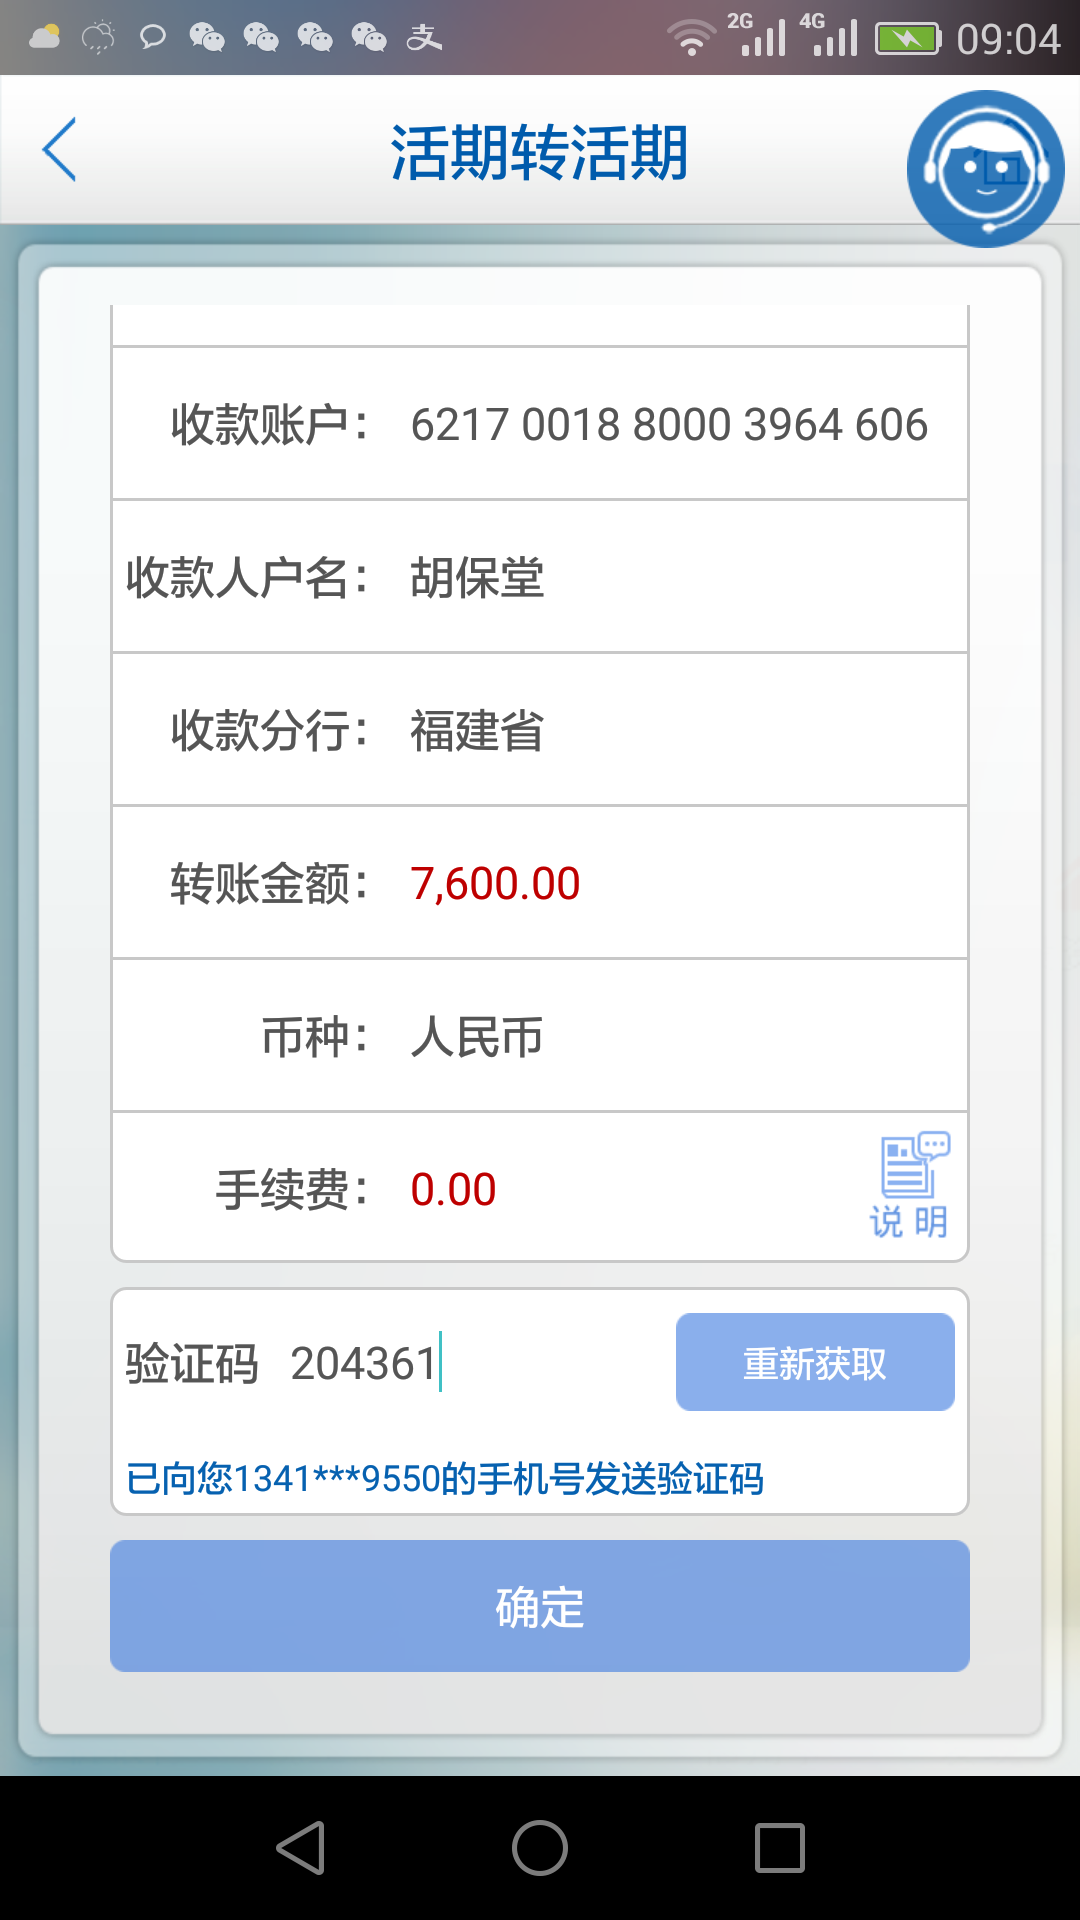 2G 4G 09:04
活期转活期
收款账户： 6217 0018 8000 3964 606
收款人户名： 胡保堂
收款分行： 福建省
转账金额： 7,600.00
币种： 人民币
手续费： 0.00
说 明
验证码 204361 重新获取
已向您1341***9550的手机号发送验证码
确定